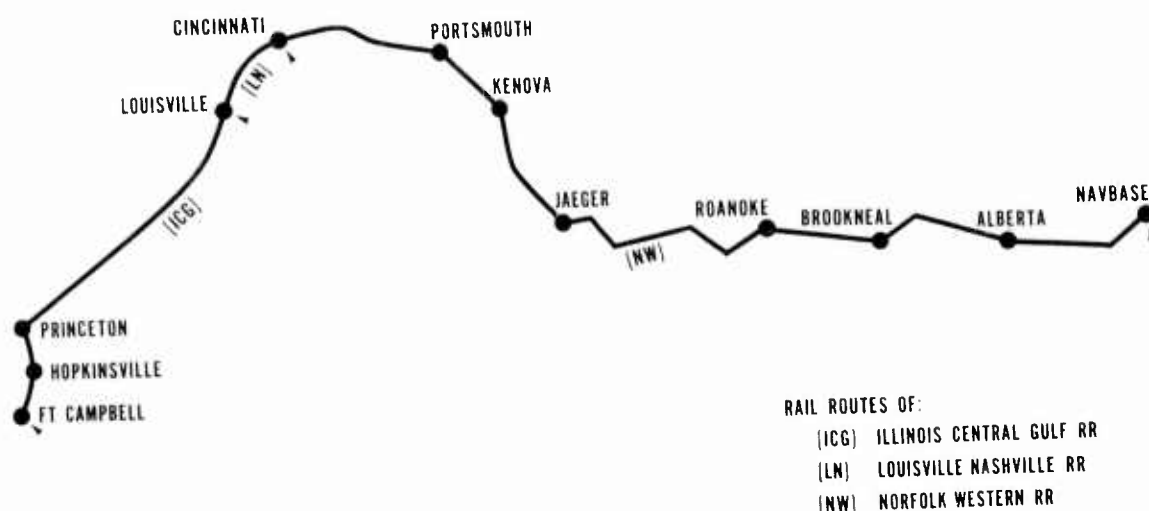 CINCINNATI
PORTSMOUTH
(LN)
KENOVA
LOUISVILLE
JAEGER
ROANOKE
BROOKNEAL
ALBERTA
NAVBASE
(ICG)
(NW)
PRINCETON
HOPKINSVILLE
FT CAMPBELL
RAIL ROUTES OF:
(ICG) ILLINOIS CENTRAL GULF RR
(LN) LOUISVILLE NASHVILLE RR
(NW) NORFOLK WESTERN RR